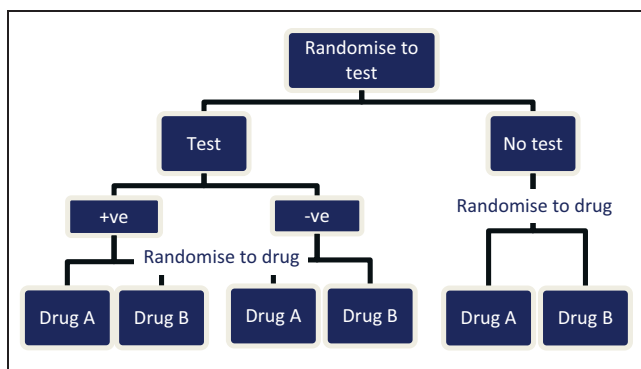 Randomise to
test
Test
No test
+ve
-ve
Randomise to drug
Randomise to drug
Drug A
Drug B
Drug A
Drug B
Drug A
Drug B